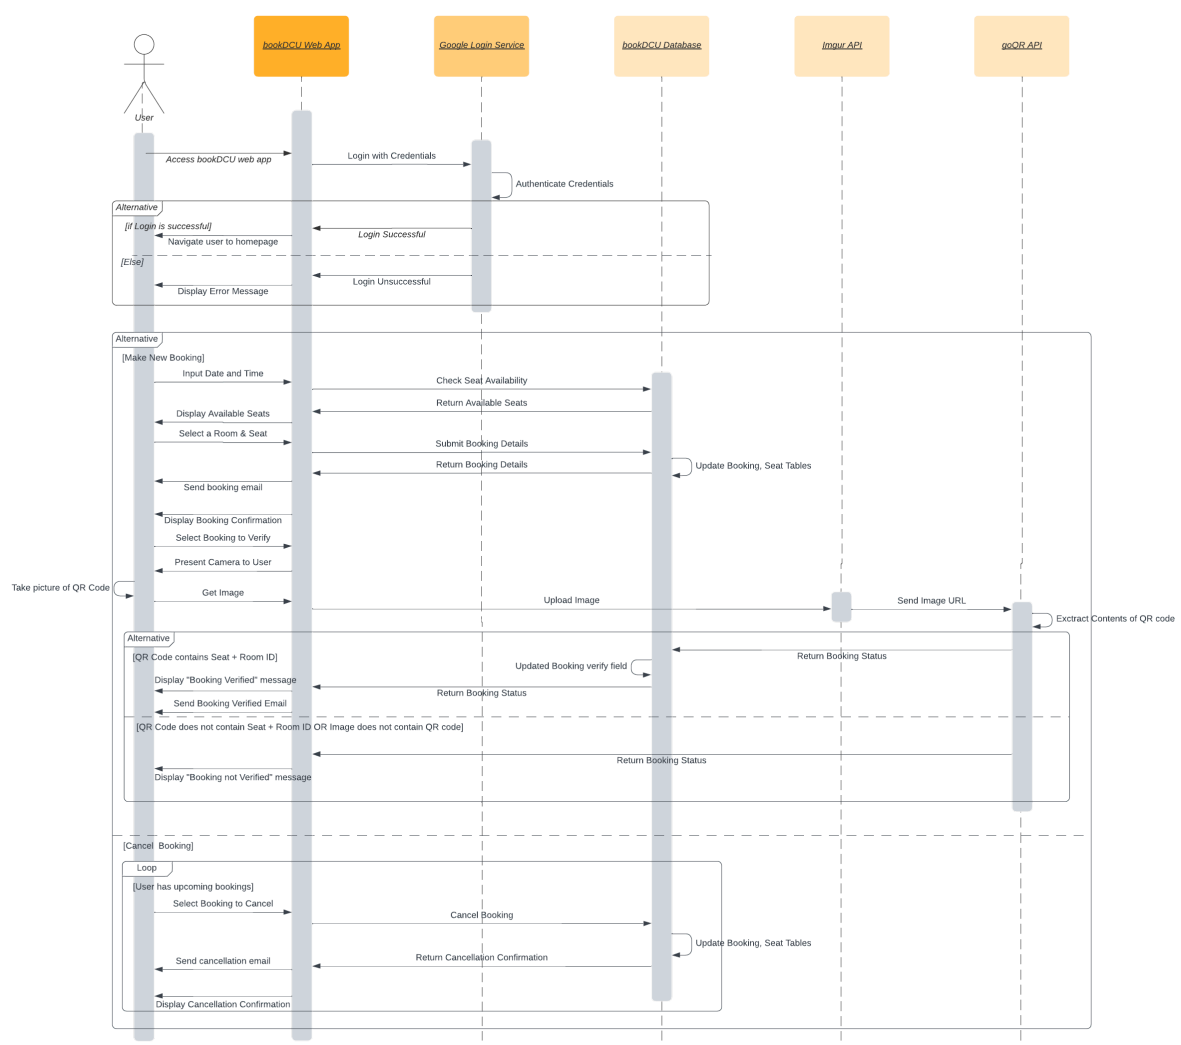 bookDCU Web App
Google Login Service
bookDCU Database
Imgur API
goQR API
User
Access bookDCU web app
Login with Credentials
Authenticate Credentials
Alternative
[if Login is successful]
Login Successful
Navigate user to homepage
[Else]
Login Unsuccessful
Display Error Message
Alternative
[Make New Booking]
Input Date and Time
Check Seat Availability
Return Available Seats
Display Available Seats
Select a Room & Seat
Submit Booking Details
Return Booking Details
Update Booking, Seat Tables
Send booking email
Display Booking Confirmation
Select Booking to Verify
Present Camera to User
Take picture of QR Code
Get Image
Upload Image
Send Image URL
Exctract Contents of QR code
Alternative
[QR Code contains Seat + Room ID]
Return Booking Status
Updated Booking verify field
Display "Booking Verified" message
Return Booking Status
Send Booking Verified Email
[QR Code does not contain Seat + Room ID OR Image does not contain QR code]
Return Booking Status
Display "Booking not Verified" message
[Cancel Booking]
Loop
[User has upcoming bookings]
Select Booking to Cancel
Cancel Booking
Update Booking, Seat Tables
Return Cancellation Confirmation
Send cancellation email
Display Cancellation Confirmation